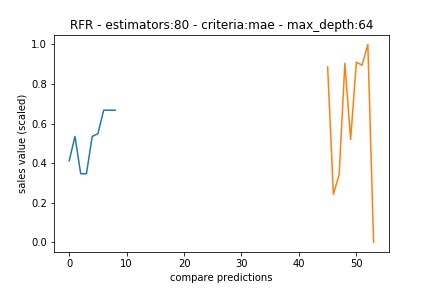 RFR - estimators:80 - criteria:mae - max_depth:64
1.0
0.8
0.6
0.4
0.2
0.0
sales value (scaled)
0 10 20 30 40 50
compare predictions